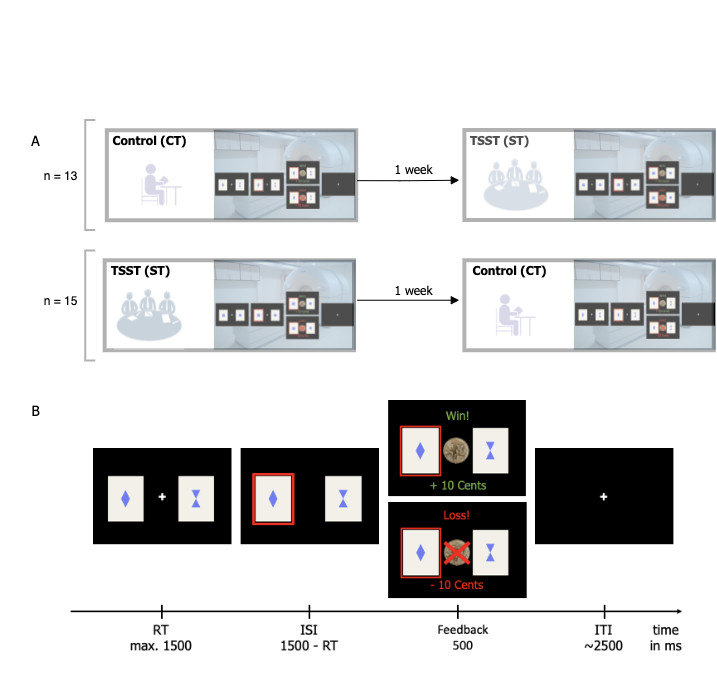 A
n = 13
Control (CT)
1 week
TSST (ST)
n = 15
TSST (ST)
1 week
Control (CT)
B
Win!
+ 10 Cents
Loss!
- 10 Cents
RT
max. 1500
ISI
1500 - RT
Feedback
500
ITI
~2500
time
in ms